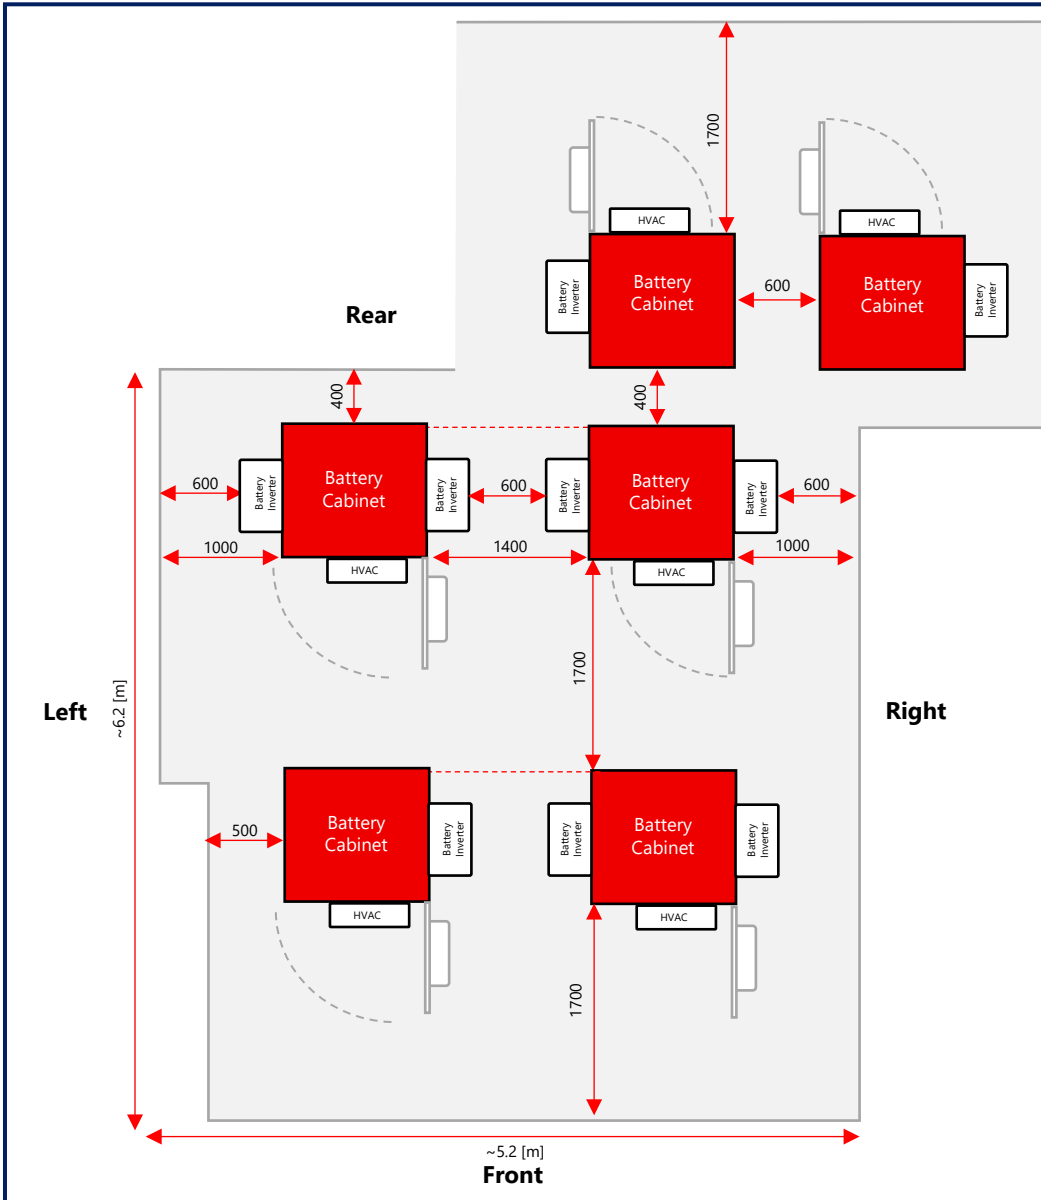 1700
HVAC
HVAC
Battery
Inverter
Battery
Cabinet
600
Battery
Cabinet
Battery
Inverter
Rear
400
400
600
Battery
Inverter
Battery
Cabinet
Battery
Inverter
600
Battery
Inverter
Battery
Cabinet
Battery
Inverter
600
1000
1400
1000
HVAC
HVAC
1700
Left
~6.2 [m]
Right
500
Battery
Cabinet
Battery
Inverter
Battery
Inverter
Battery
Cabinet
Battery
Inverter
HVAC
HVAC
1700
~5.2 [m]
Front